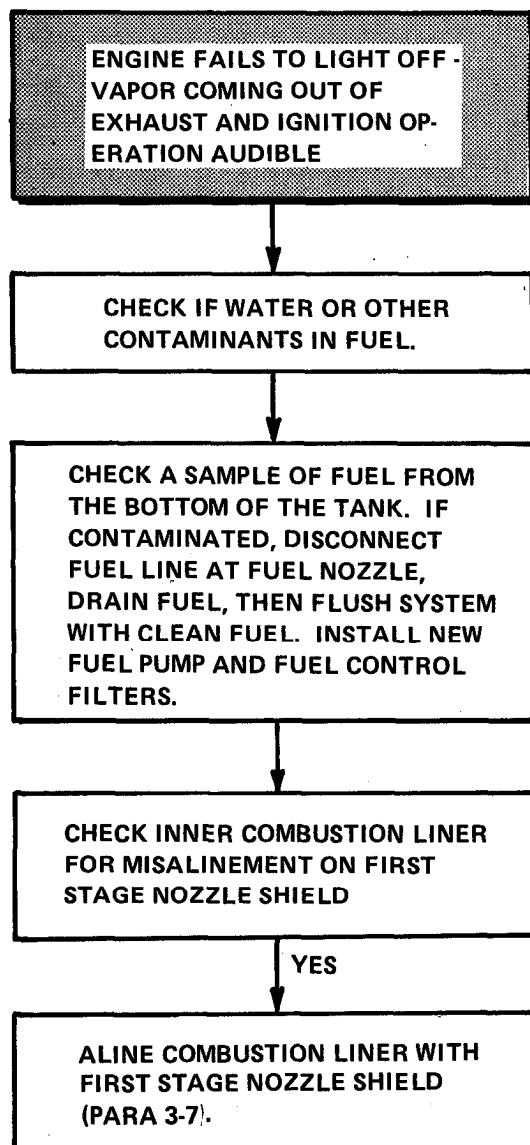 ENGINE FAILS TO LIGHT OFF -
VAPOR COMING OUT OF
EXHAUST AND IGNITION OP-
ERATION AUDIBLE
CHECK IF WATER OR OTHER
CONTAMINANTS IN FUEL.
CHECK A SAMPLE OF FUEL FROM
THE BOTTOM OF THE TANK. IF
CONTAMINATED, DISCONNECT
FUEL LINE AT FUEL NOZZLE,
DRAIN FUEL, THEN FLUSH SYSTEM
WITH CLEAN FUEL. INSTALL NEW
FUEL PUMP AND FUEL CONTROL
FILTERS.
CHECK INNER COMBUSTION LINER
FOR MISALINEMENT ON FIRST
STAGE NOZZLE SHIELD
YES
ALINE COMBUSTION LINER WITH
FIRST STAGE NOZZLE SHIELD
(PARA 3-7).